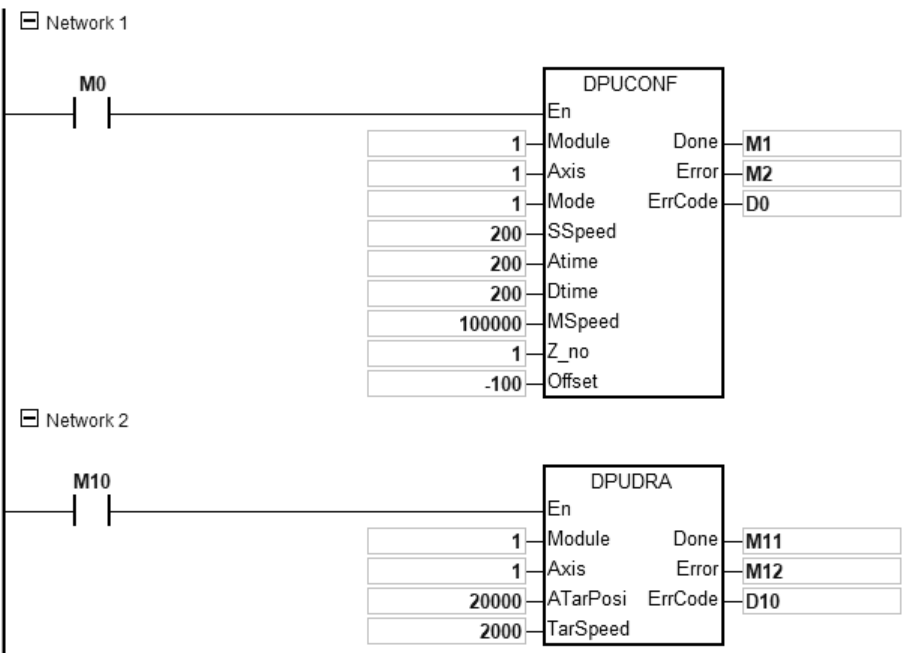 Network 1
M0
DPUCONF
En
1 Module Done M1
1 Axis Error M2
1 Mode ErrCode D0
200 SSpeed
200 Atime
200 Dtime
100000 MSpeed
1 Z_no
-100 Offset
Network 2
M10
DPUDRA
En
1 Module Done M11
1 Axis Error M12
20000 ATarPosi ErrCode D10
2000 TarSpeed